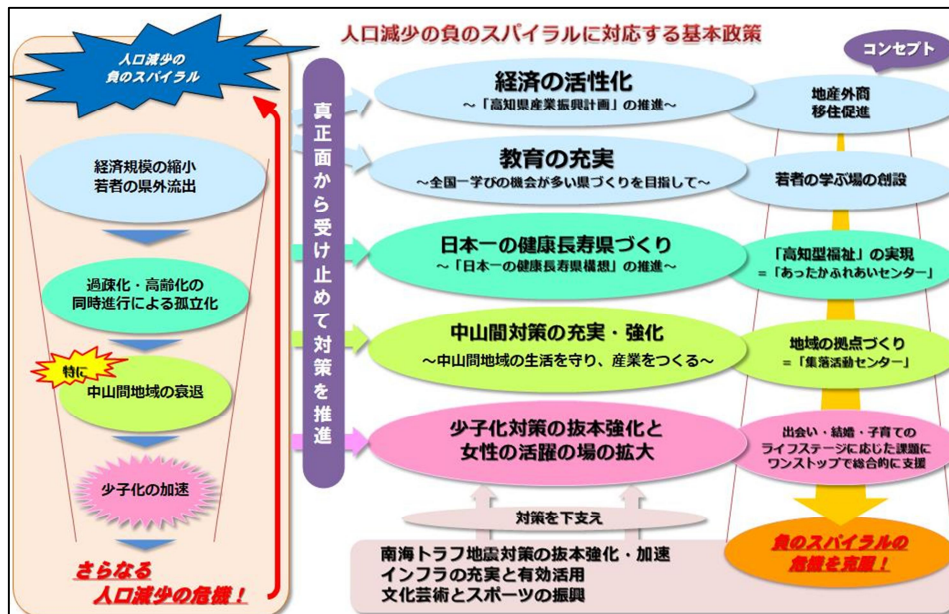 人口減少の負のスパイラルに対応する基本政策
コンセプト
人口減少の
負のスパイラル
経済規模の縮小
若者の県外流出
過疎化・高齢化の
同時進行による孤立化
特に
中山間地域の衰退
少子化の加速
さらなる
人口減少の危機！
真正面から受け止めて対策を推進
経済の活性化
～「高知県産業振興計画」の推進～
地産外商
移住促進
教育の充実
～全国一学びの機会が多い県づくりを目指して～
若者の学ぶ場の創設
日本一の健康長寿県づくり
～「日本一の健康長寿県構想」の推進～
「高知型福祉」の実現
＝「あったかふれあいセンター」
中山間対策の充実・強化
～中山間地域の生活を守り、産業をつくる～
地域の拠点づくり
＝「集落活動センター」
少子化対策の抜本強化と
女性の活躍の場の拡大
出会い・結婚・子育ての
ライフステージに応じた課題に
ワンストップで総合的に支援
対策を下支え
南海トラフ地震対策の抜本強化・加速
インフラの充実と有効活用
文化芸術とスポーツの振興
負のスパイラルの
危機を克服！